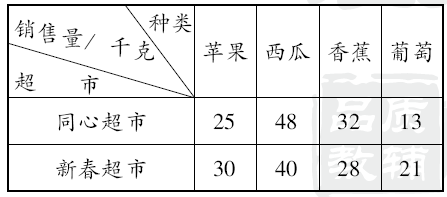 销售量/千克 种类 超市 苹果 西瓜 香蕉 葡萄
同心超市 25 48 32 13
新春超市 30 40 28 21